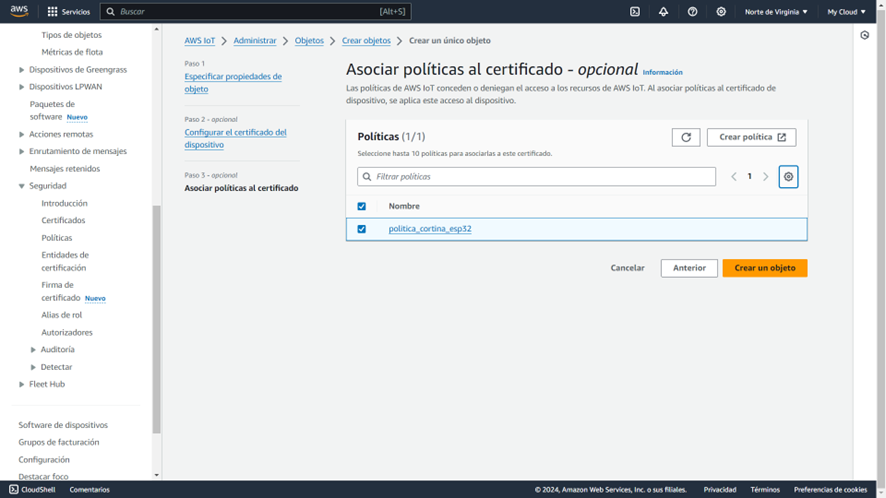 aws
Servicios
Buscar
[Alt+S]
Norte de Virginia
My Cloud
Tipos de objetos
Métricas de flota
Dispositivos de Greengrass
Dispositivos LPWAN
Paquetes de
software Nuevo
Acciones remotas
Enrutamiento de mensajes
Mensajes retenidos
Seguridad
Introducción
Certificados
Políticas
Entidades de
certificación
Firma de
certificado Nuevo
Alias de rol
Autorizadores
Auditoría
Detectar
Fleet Hub
Software de dispositivos
Grupos de facturación
Configuración
Destacar foco
AWS IoT > Administrar > Objetos > Crear objetos > Crear un único objeto
Paso 1
Especificar propiedades de
objeto
Paso 2 - opcional
Configurar el certificado del
dispositivo
Paso 3 - opcional
Asociar políticas al certificado
Asociar políticas al certificado - opcional Información
Las políticas de AWS IoT conceden o deniegan el acceso a los recursos de AWS IoT. Al asociar políticas al certificado de
dispositivo, se aplica este acceso al dispositivo.
Políticas (1/1)
Crear política
Seleccione hasta 10 políticas para asociarlas a este certificado.
Filtrar políticas
1
Nombre
politica_cortina_esp32
Cancelar
Anterior
Crear un objeto
CloudShell
Comentarios
© 2024, Amazon Web Services, Inc. o sus filiales.
Privacidad
Términos
Preferencias de cookies